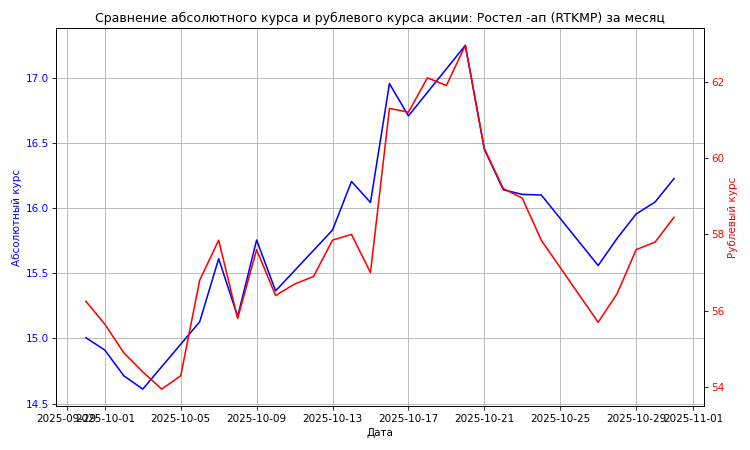 Сравнение абсолютного курса и рублевого курса акции: Ростел -ап (RTKMP) за месяц
17.0
16.5
16.0
15.5
15.0
14.5
Абсолютный курс
62
60
58
56
54
Рублевый курс
2025-09-29 2025-10-01 2025-10-05 2025-10-09 2025-10-13 2025-10-17 2025-10-21 2025-10-25 2025-10-29 2025-11-01
Дата